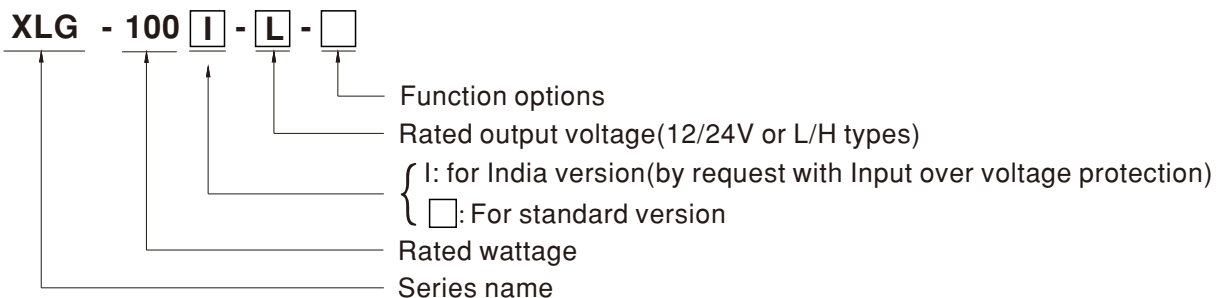 XLG - 100 I - L - □
Function options
Rated output voltage(12/24V or L/H types)
I: for India version(by request with Input over voltage protection)
□: For standard version
Rated wattage
Series name